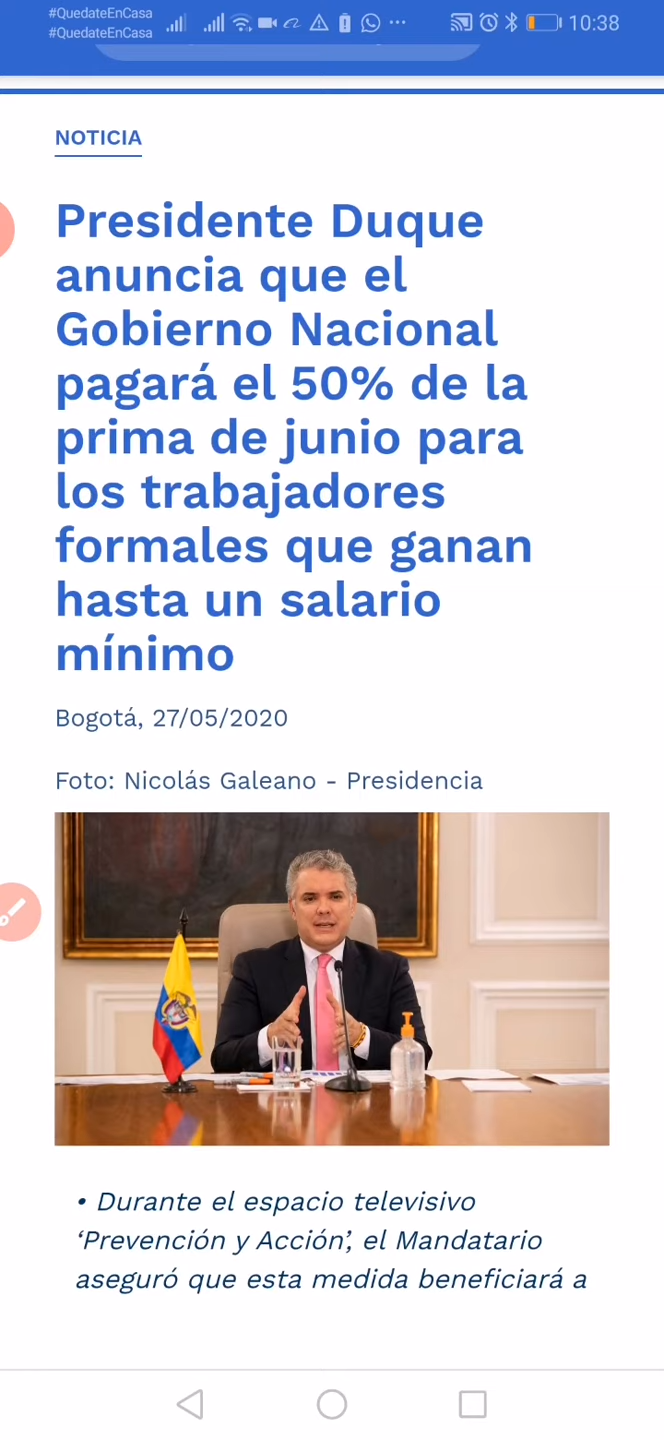 #QuedateEnCasa
#QuedateEnCasa
10:38
NOTICIA
Presidente Duque
anuncia que el
Gobierno Nacional
pagará el 50% de la
prima de junio para
los trabajadores
formales que ganan
hasta un salario
mínimo
Bogotá, 27/05/2020
Foto: Nicolás Galeano - Presidencia
• Durante el espacio televisivo
‘Prevención y Acción’, el Mandatario
aseguró que esta medida beneficiará a